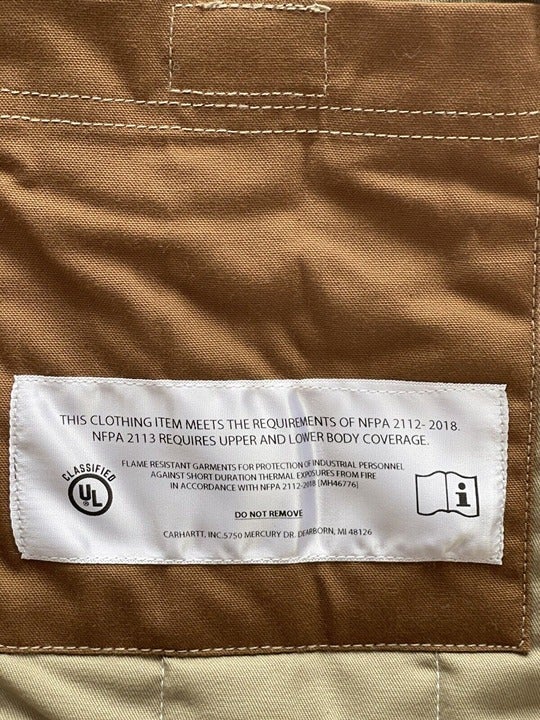 THIS CLOTHING ITEM MEETS THE REQUIREMENTS OF NFPA 2112- 2018.
NFPA 2113 REQUIRES UPPER AND LOWER BODY COVERAGE.
CLASSIFIED
UL
®
FLAME RESISTANT GARMENTS FOR PROTECTION OF INDUSTRIAL PERSONNEL
AGAINST SHORT DURATION THERMAL EXPOSURES FROM FIRE
IN ACCORDANCE WITH NFPA 2112-2018 [MH46776]
i
DO NOT REMOVE
CARHARTT, INC.5750 MERCURY DR. DEARBORN, MI 48126